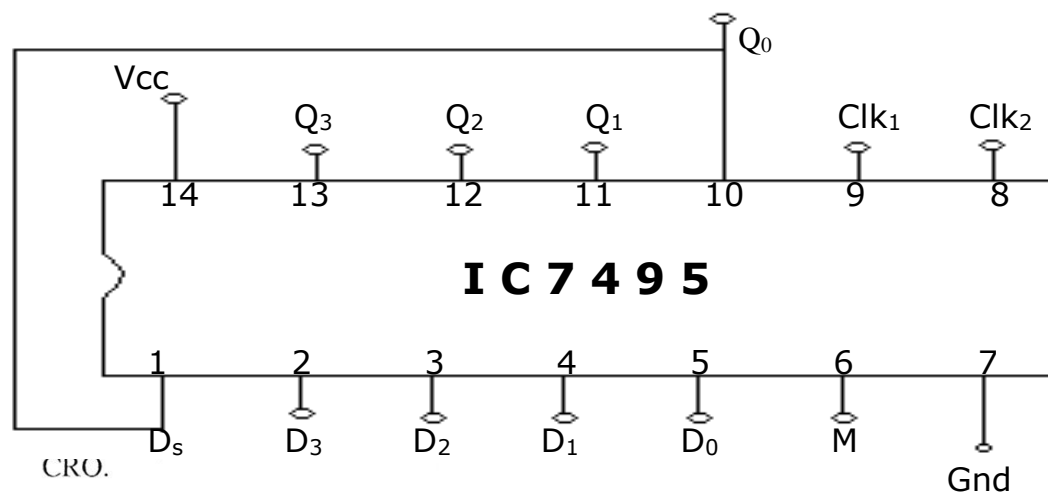 Q₀
Vcc Q₃ Q₂ Q₁ Clk₁ Clk₂
14 13 12 11 10 9 8
I C 7 4 9 5
1 2 3 4 5 6 7
Dₛ D₃ D₂ D₁ D₀ M
CRO.
Gnd